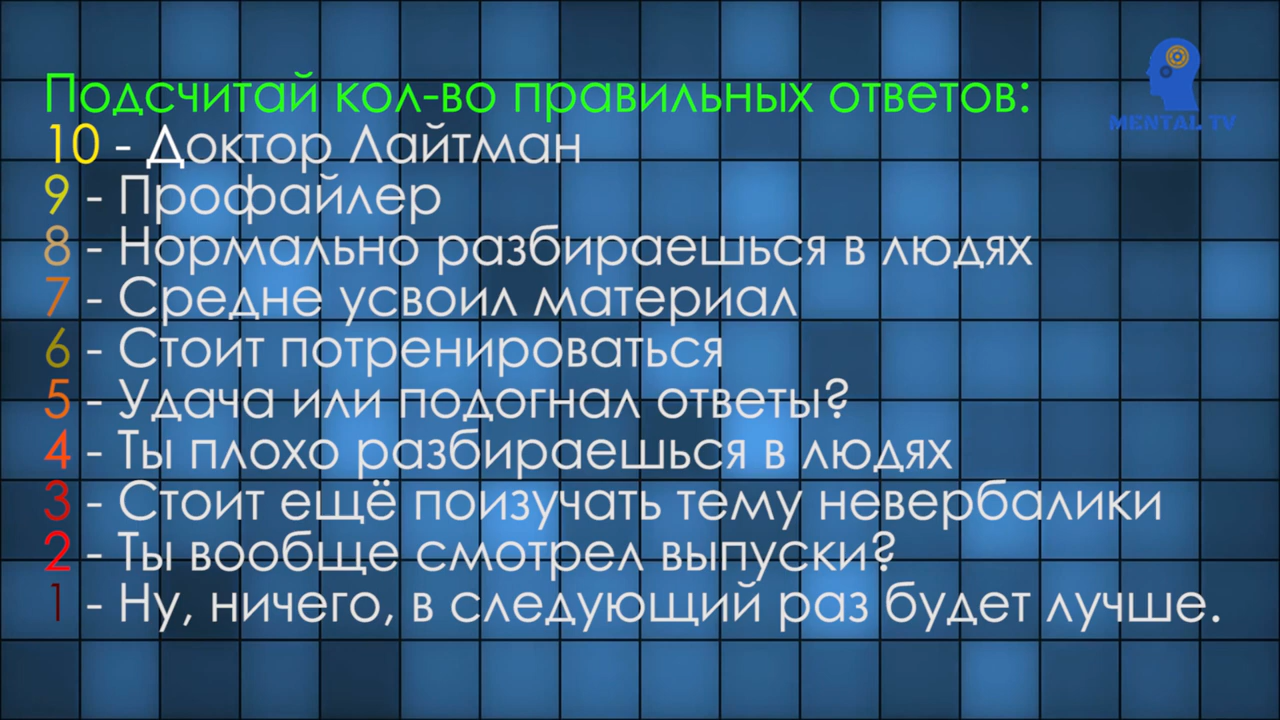 Подсчитай кол-во правильных ответов:
MENTAL TV
10 - Доктор Лайтман
9 - Профайлер
8 - Нормально разбираешься в людях
7 - Средне усвоил материал
6 - Стоит потренироваться
5 - Удача или подогнал ответы?
4 - Ты плохо разбираешься в людях
3 - Стоит ещё поизучать тему невербалики
2 - Ты вообще смотрел выпуски?
1 - Ну, ничего, в следующий раз будет лучше.